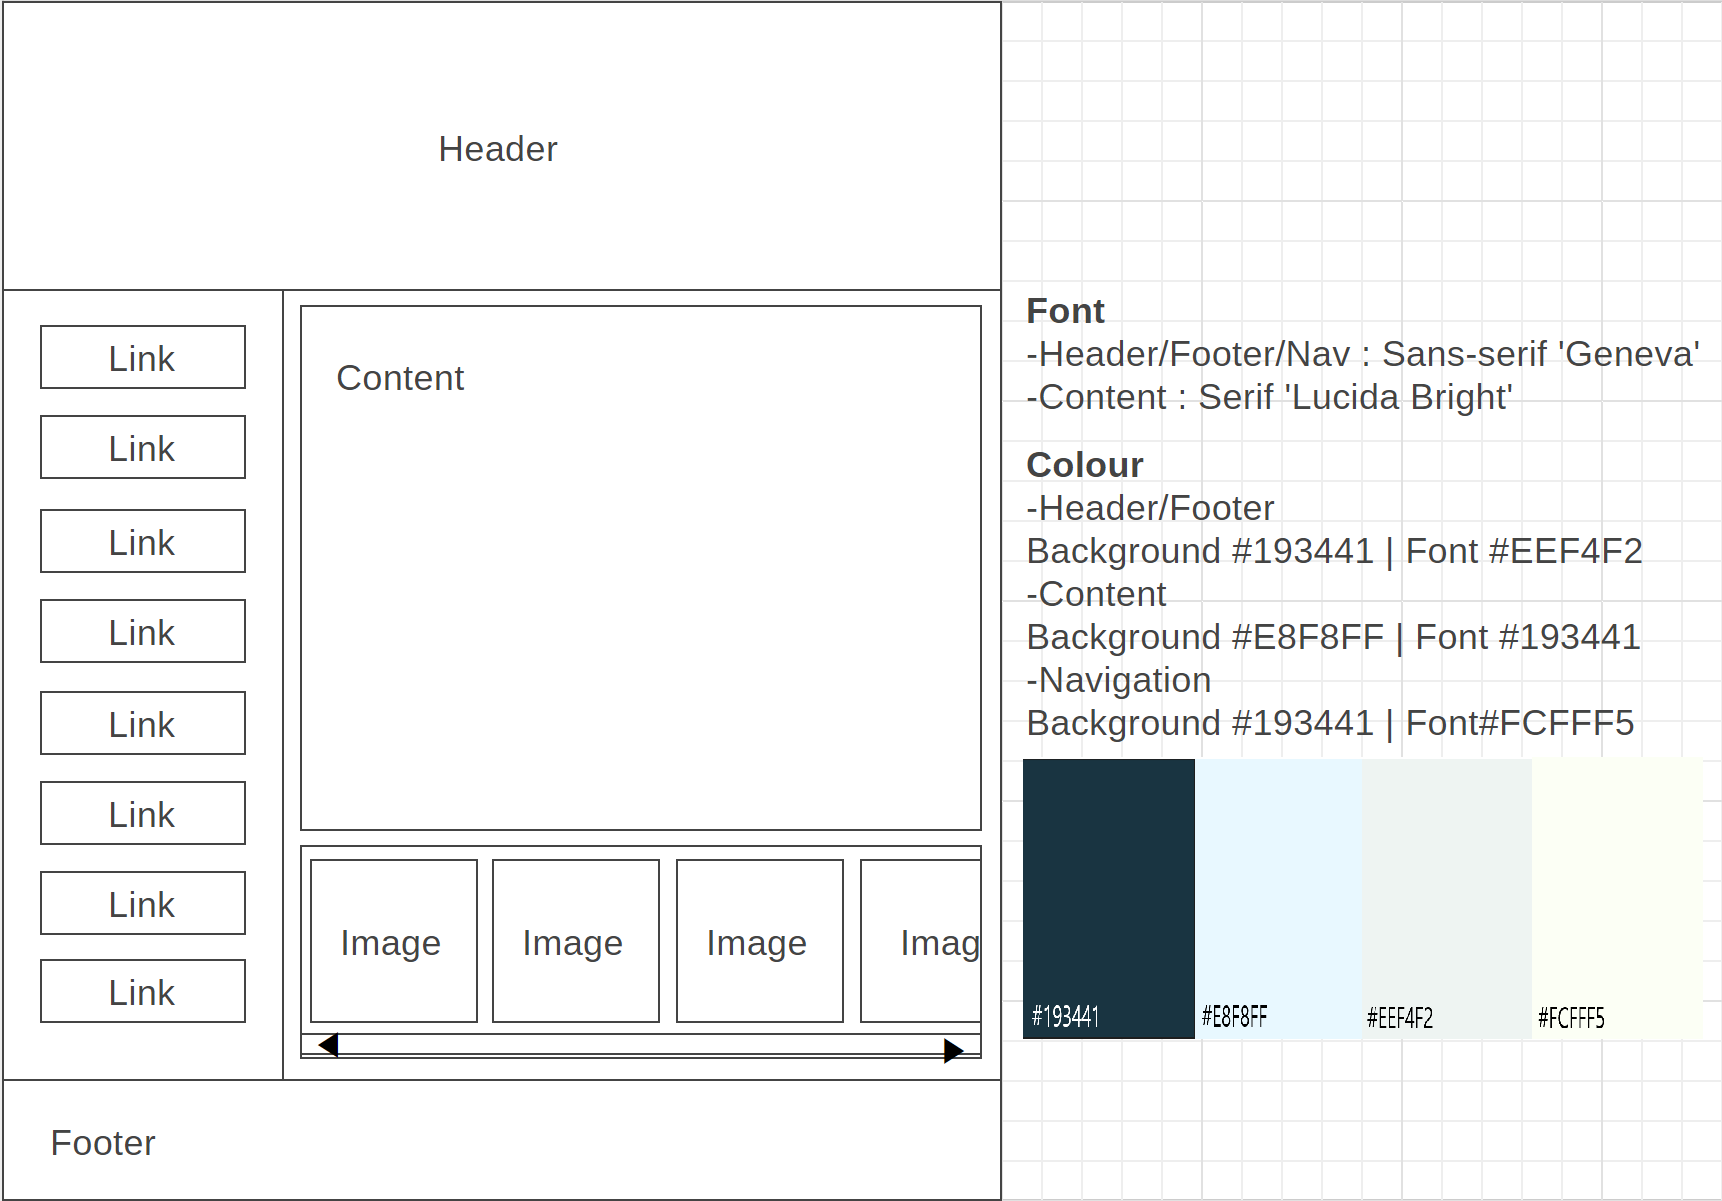 Header
Link
Link
Link
Link
Link
Link
Link
Link
Content
Image
Image
Image
Imag
Footer
Font
-Header/Footer/Nav : Sans-serif 'Geneva'
-Content : Serif 'Lucida Bright'
Colour
-Header/Footer
Background #193441 | Font #EEF4F2
-Content
Background #E8F8FF | Font #193441
-Navigation
Background #193441 | Font#FCFFF5
#193441
#E8F8FF
#EEF4F2
#FCFFF5